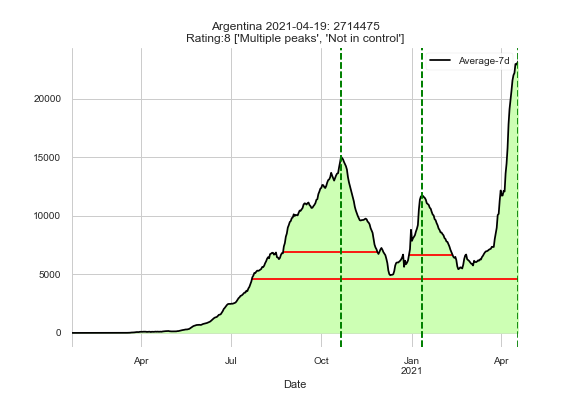 Argentina 2021-04-19: 2714475
Rating:8 ['Multiple peaks', 'Not in control']
Average-7d
20000
15000
10000
5000
0
Apr
Jul
Oct
Jan
2021
Apr
Date